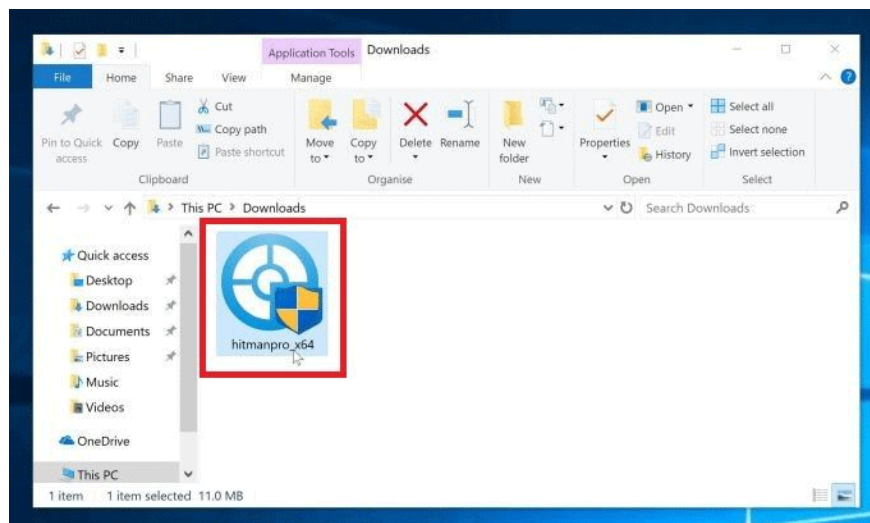 Application Tools Downloads
File Home Share View Manage
Pin to Quick access
Copy
Paste
Cut
Copy path
Paste shortcut
Clipboard
Move to
Copy to
Delete
Rename
Organise
New folder
New
Properties
Open
Edit
History
Open
Select all
Select none
Invert selection
Select
This PC > Downloads
Search Downloads
Quick access
Desktop
Downloads
Documents
Pictures
Music
Videos
OneDrive
This PC
hitmanpro_x64
1 item 1 item selected 11.0 MB